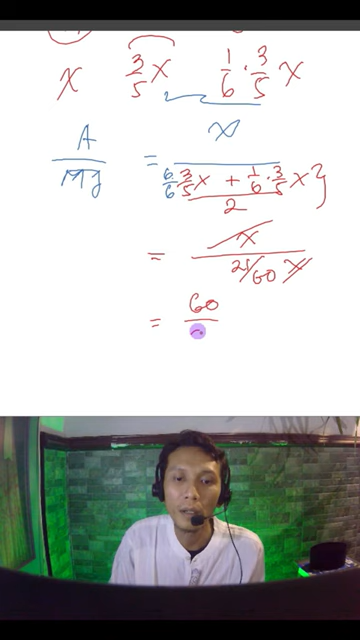 x 3/5 x 1/6 · 3/5 x
A / Mg = x / (6/6 3/5 x + 1/6 · 3/5 x / 2)
= x / 21/60 x
= 60 /